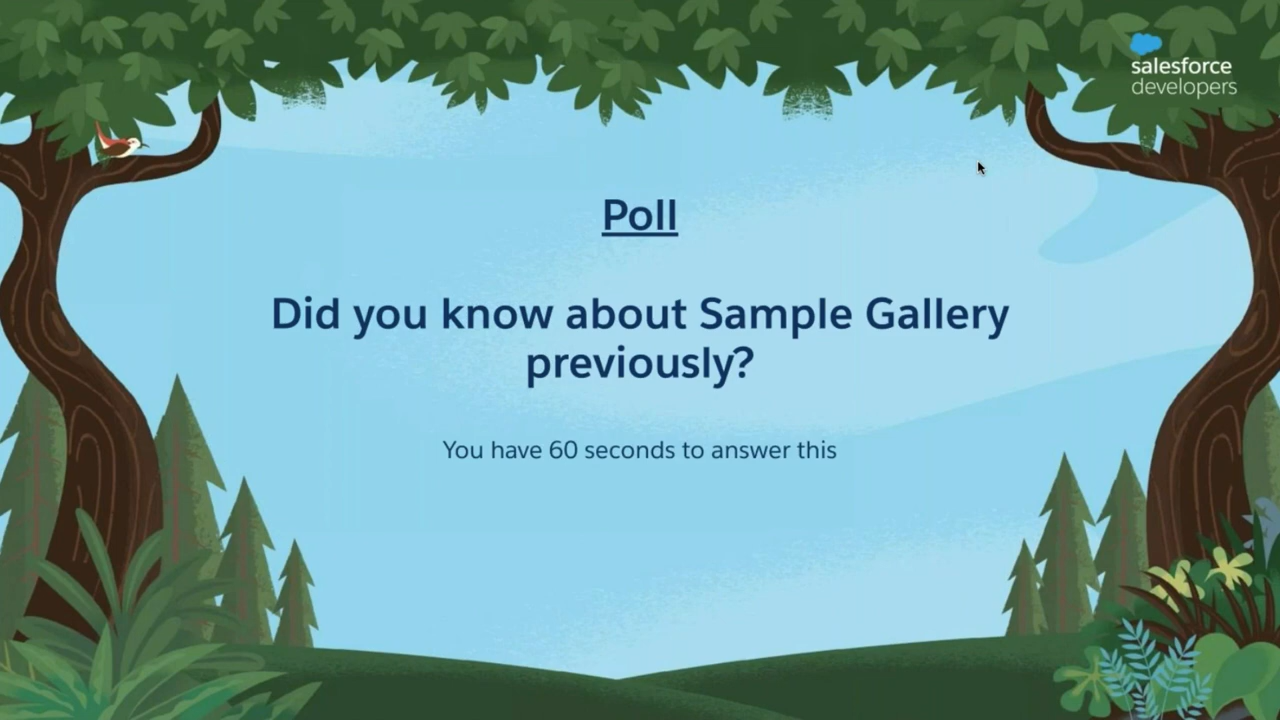 salesforce
developers
Poll
Did you know about Sample Gallery
previously?
You have 60 seconds to answer this